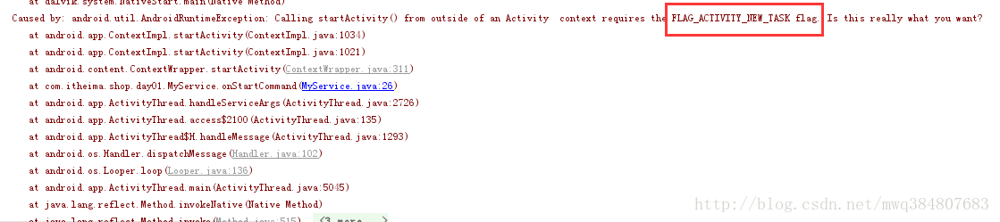 at dalvik.system.NativeStart.main(Native Method)
Caused by: android.util.AndroidRuntimeException: Calling startActivity() from outside of an Activity  context requires the FLAG_ACTIVITY_NEW_TASK flag. Is this really what you want?
at android.app.ContextImpl.startActivity(ContextImpl.java:1034)
at android.app.ContextImpl.startActivity(ContextImpl.java:1021)
at android.content.ContextWrapper.startActivity(ContextWrapper.java:311)
at com.itheima.shop.day01.MyService.onStartCommand(MyService.java:26)
at android.app.ActivityThread.handleServiceArgs(ActivityThread.java:2726)
at android.app.ActivityThread.access$2100(ActivityThread.java:135)
at android.app.ActivityThread$H.handleMessage(ActivityThread.java:1293)
at android.os.Handler.dispatchMessage(Handler.java:102)
at android.os.Looper.loop(Looper.java:136)
at android.app.ActivityThread.main(ActivityThread.java:5045)
at java.lang.reflect.Method.invokeNative(Native Method)
http://blog.csdn.net/mwq384807683
at java.lang.reflect.Method.invoke(Method.java:515) <3 more...>